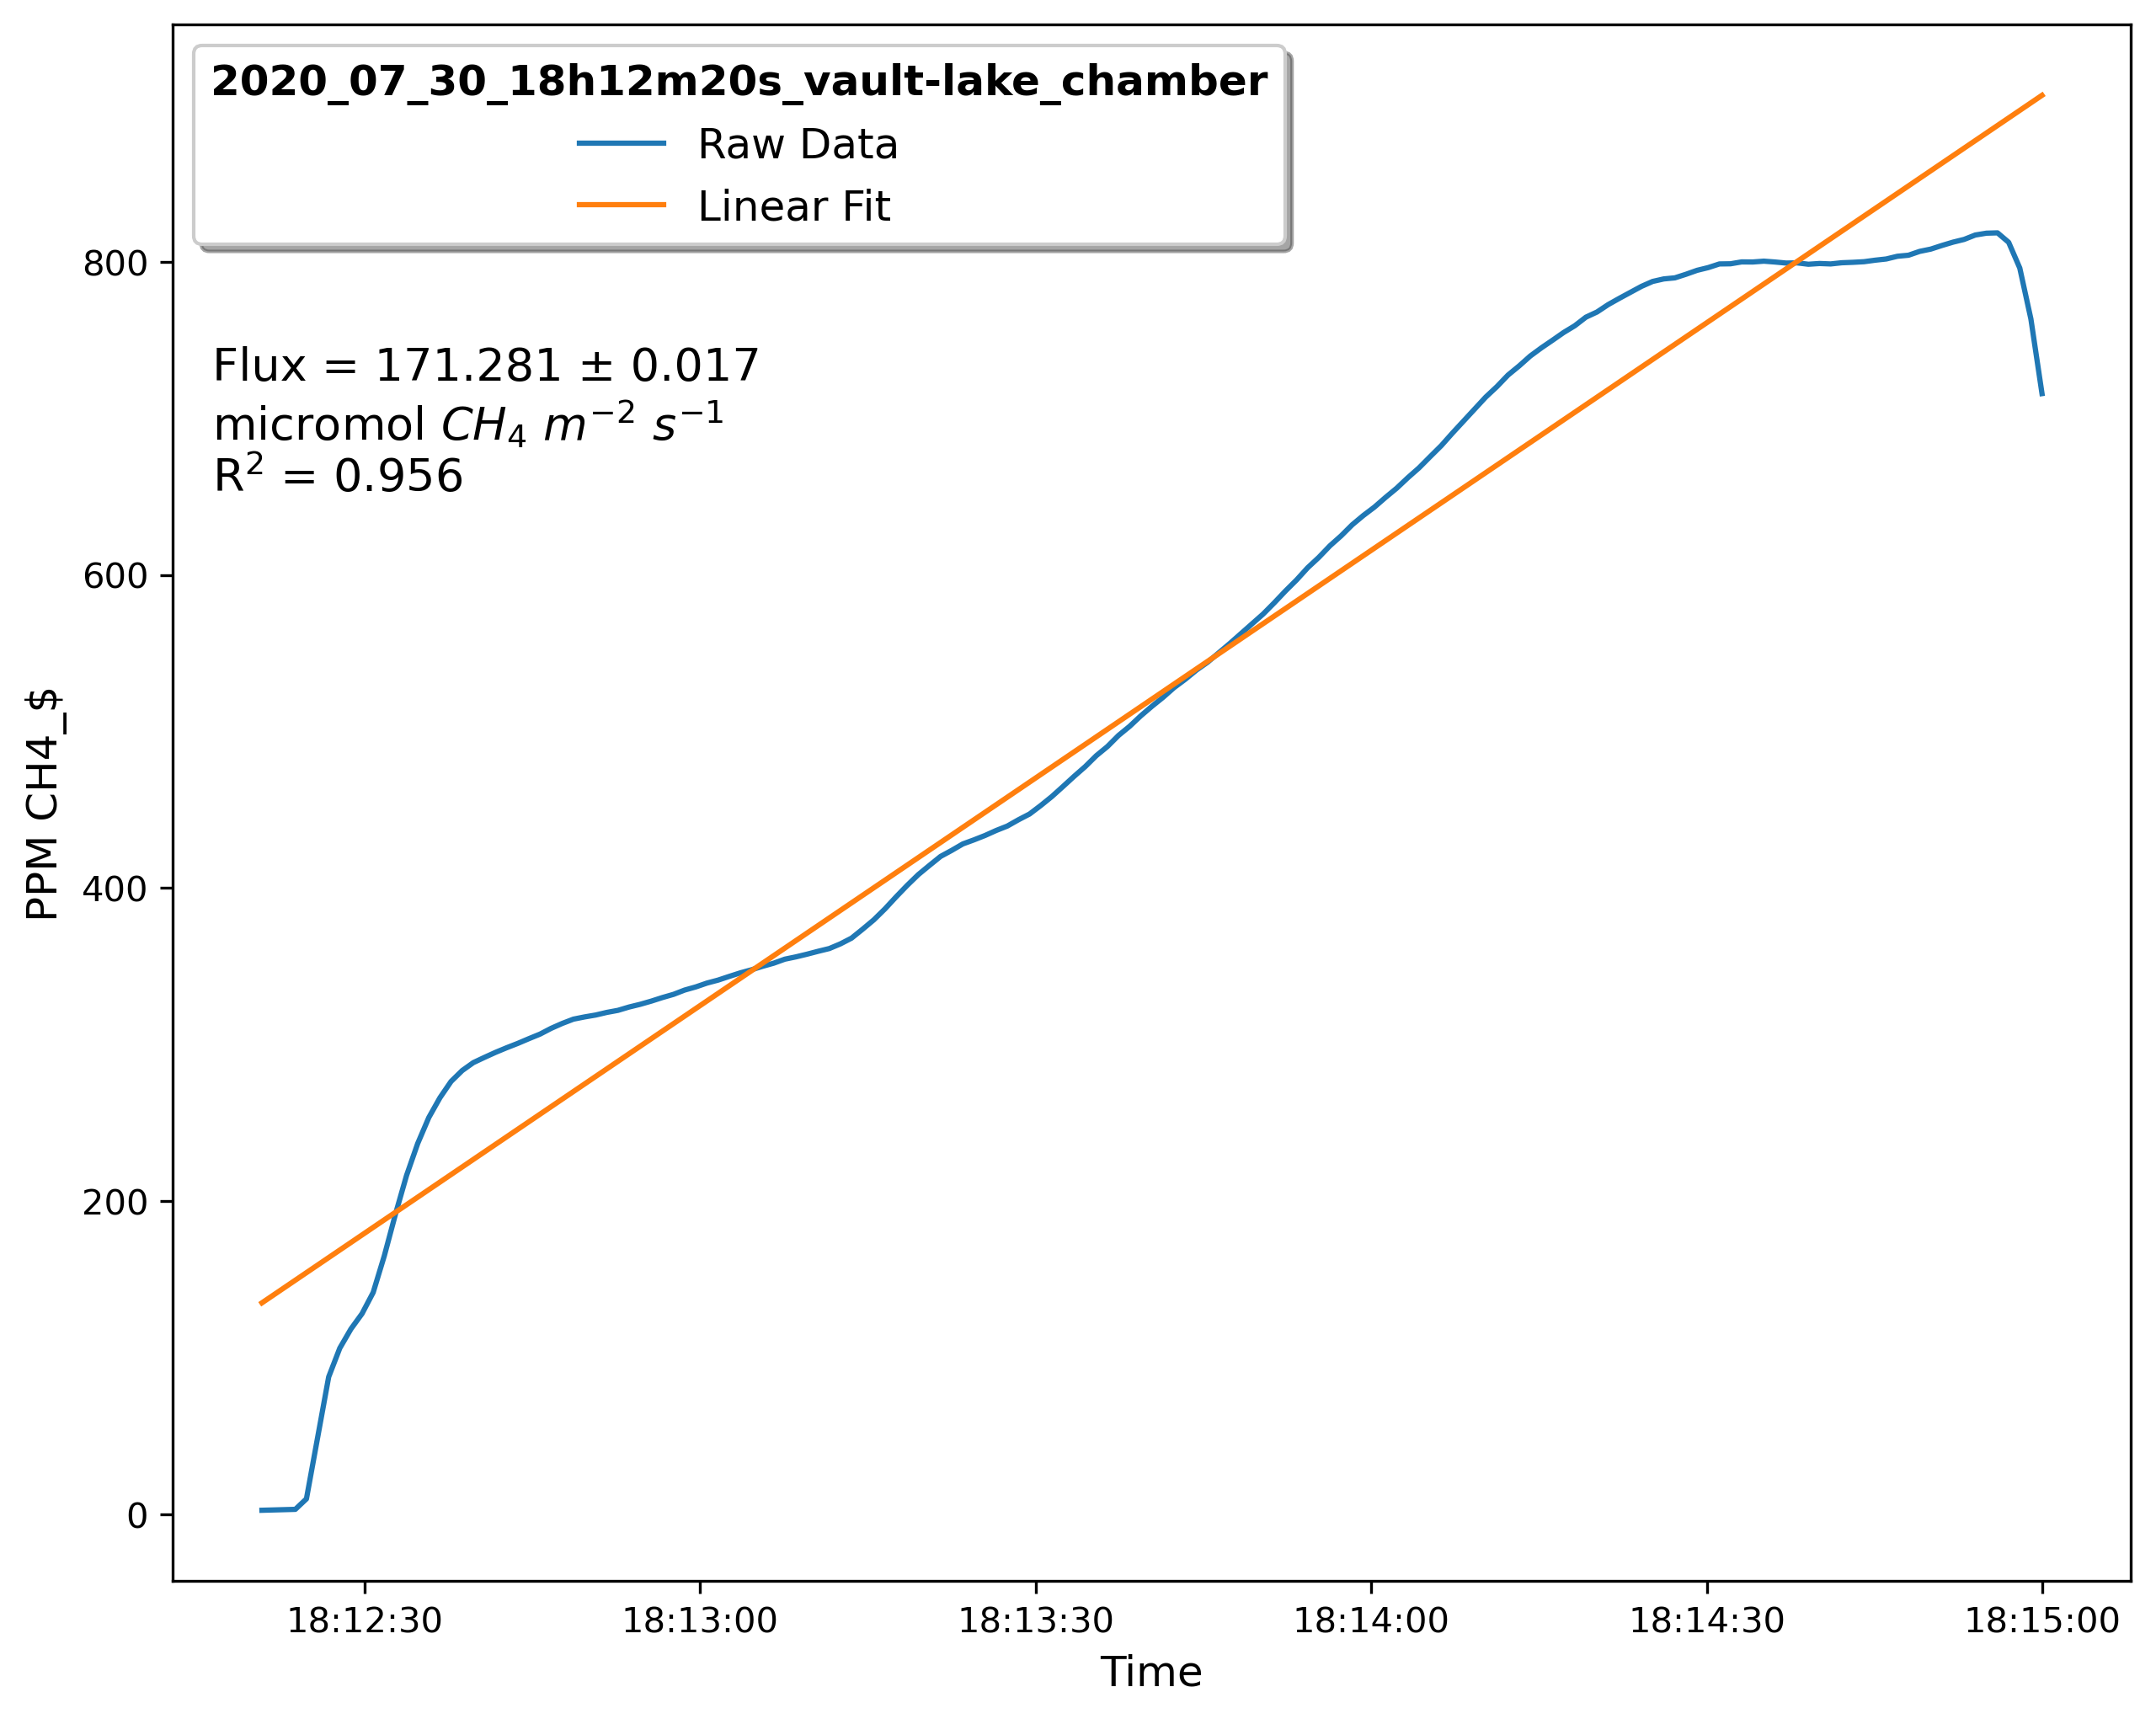 2020_07_30_18h12m20s_vault-lake_chamber
Raw Data
Linear Fit
Flux = 171.281 ± 0.017
micromol CH₄ m⁻² s⁻¹
R² = 0.956
PPM CH4_$
800
600
400
200
0
18:12:30 18:13:00 18:13:30 18:14:00 18:14:30 18:15:00
Time